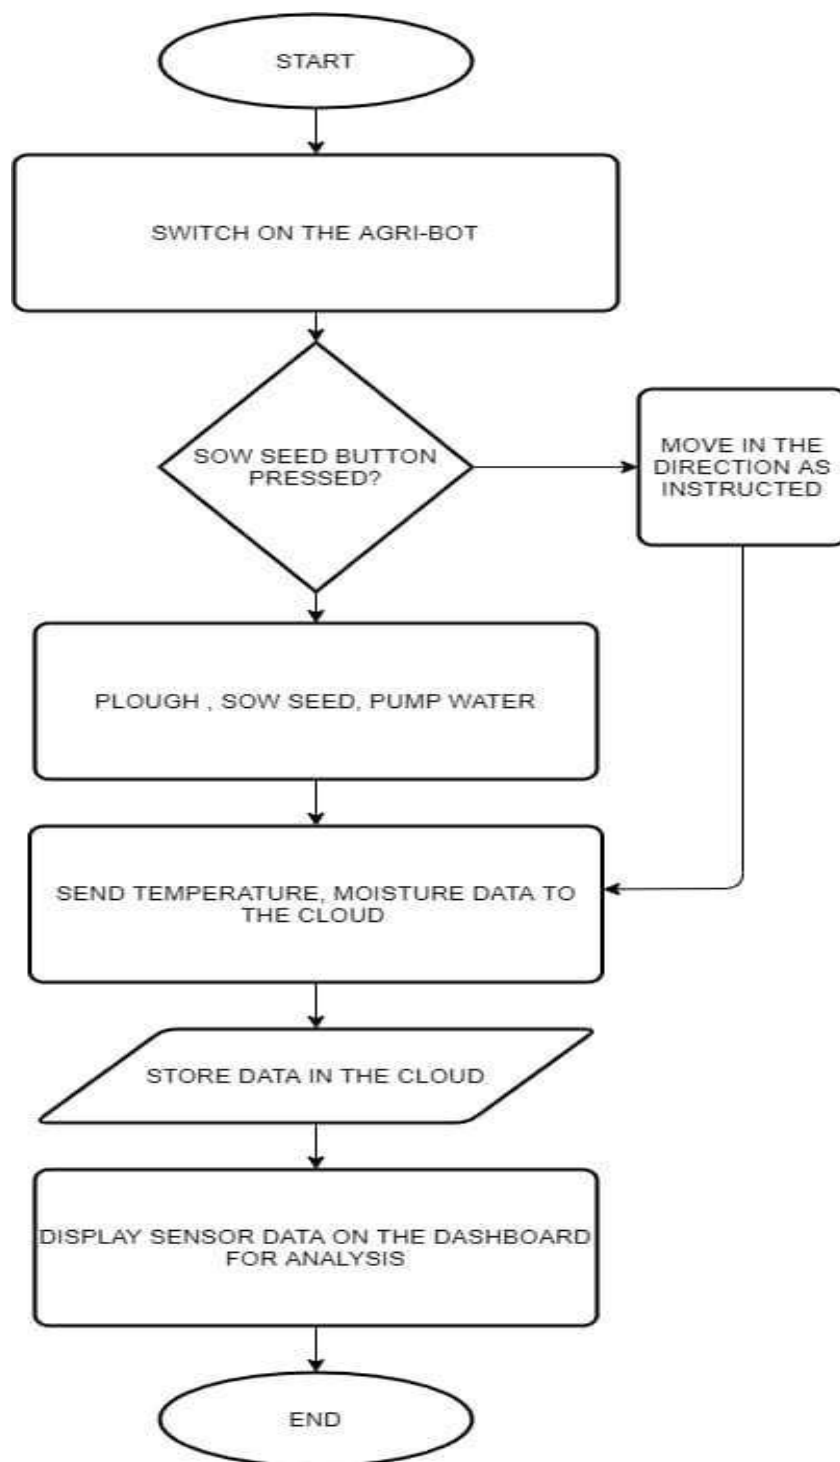 START
SWITCH ON THE AGRI-BOT
SOW SEED BUTTON
PRESSED?
MOVE IN THE
DIRECTION AS
INSTRUCTED
PLOUGH , SOW SEED, PUMP WATER
SEND TEMPERATURE, MOISTURE DATA TO
THE CLOUD
STORE DATA IN THE CLOUD
DISPLAY SENSOR DATA ON THE DASHBOARD
FOR ANALYSIS
END